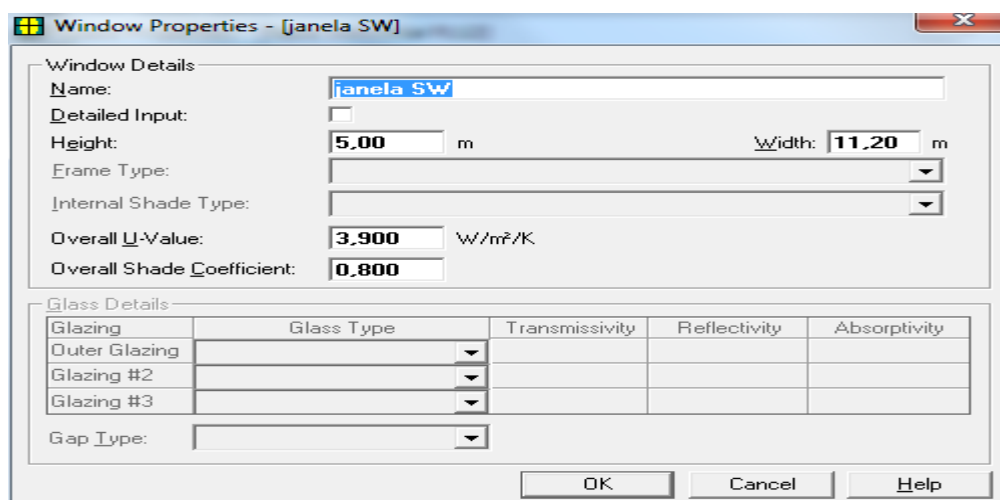 Window Properties - [janela SW]
Window Details
Name: janela SW
Detailed Input:
Height: 5,00 m Width: 11,20 m
Frame Type:
Internal Shade Type:
Overall U-Value: 3,900 W/m²/K
Overall Shade Coefficient: 0,800
Glass Details
Glazing Glass Type Transmissivity Reflectivity Absorptivity
Outer Glazing
Glazing #2
Glazing #3
Gap Type:
OK Cancel Help